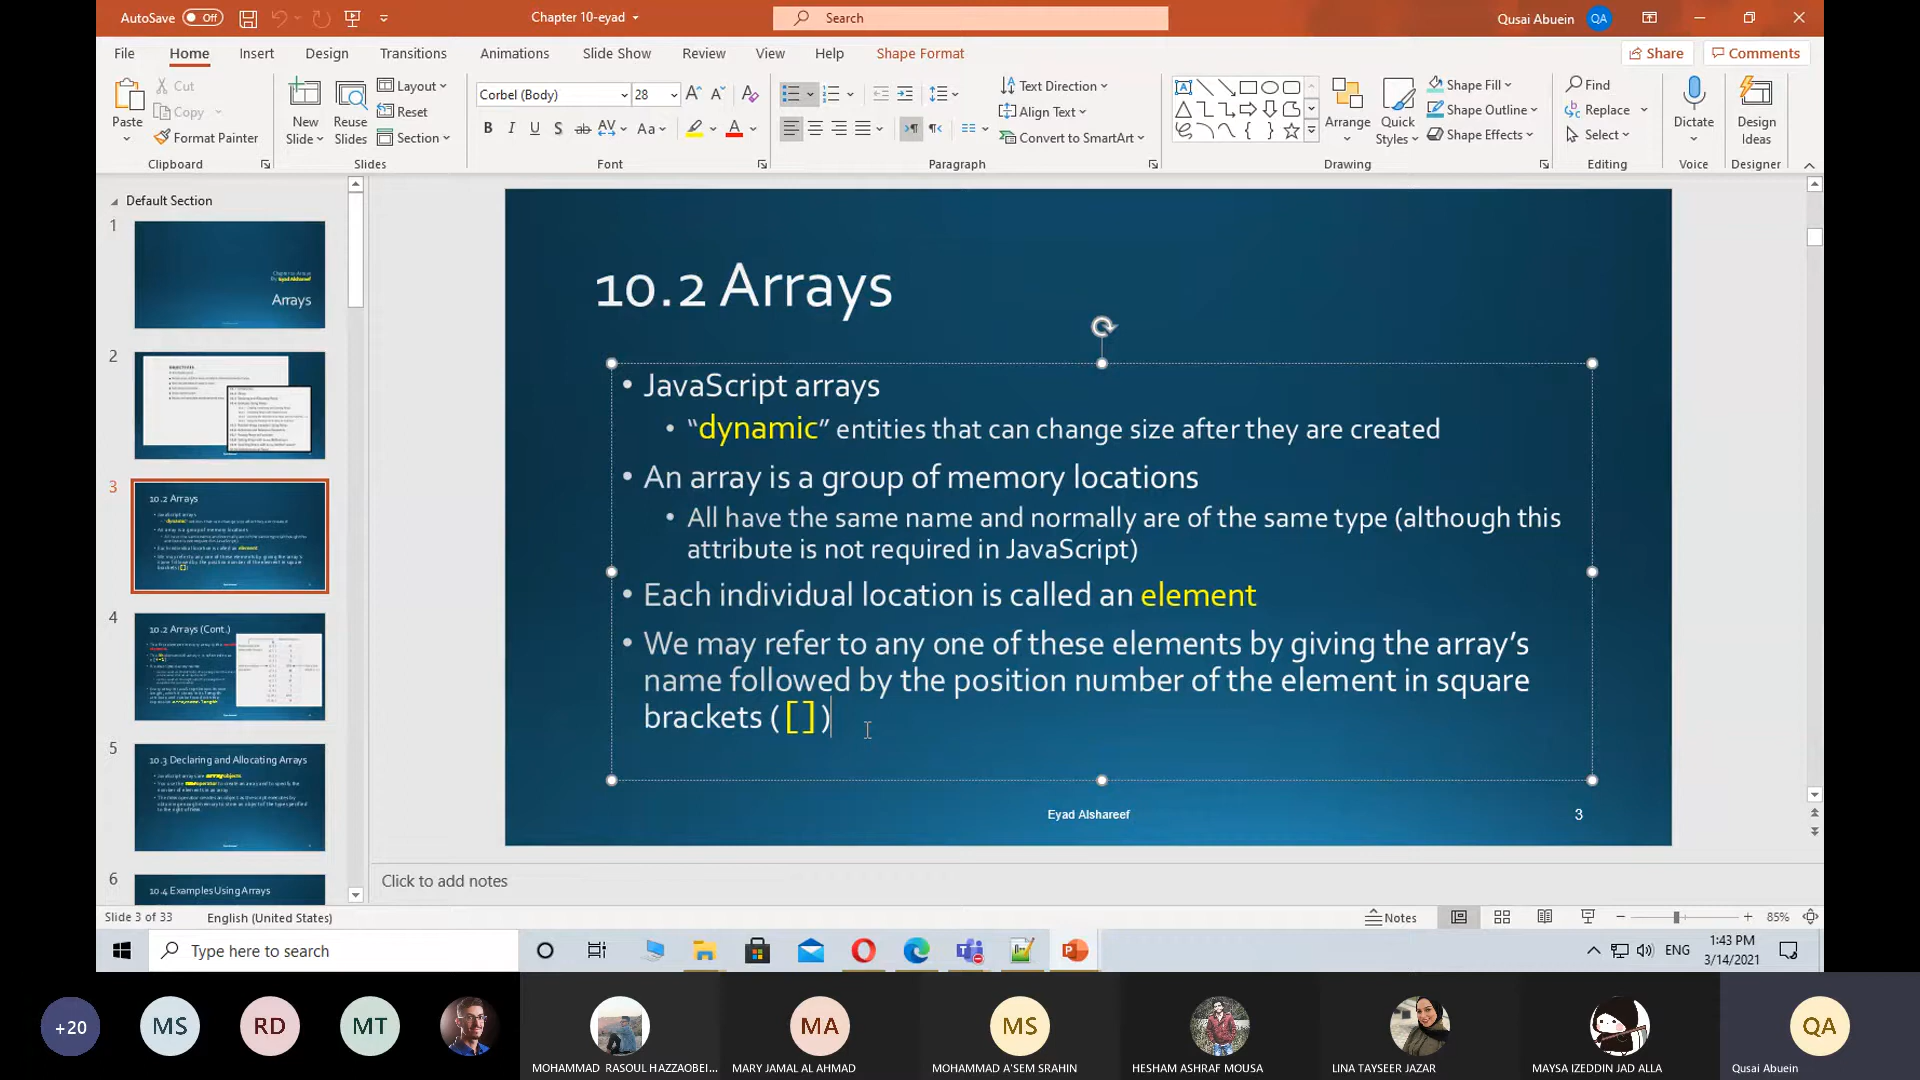 AutoSave Off
Chapter 10-eyad
Search
Qusai Abuein QA
File Home Insert Design Transitions Animations Slide Show Review View Help Shape Format
Share Comments
Paste Cut Copy Format Painter
Clipboard
New Slide Reuse Slides Layout Reset Section
Slides
Corbel (Body) 28
Font
Text Direction
Align Text
Convert to SmartArt
Paragraph
Arrange Quick Styles Shape Fill Shape Outline Shape Effects
Drawing
Find
Replace
Select
Editing
Dictate
Voice
Design Ideas
Designer
Default Section
1
Arrays
2
OBJECTIVES
3
10.2 Arrays
4
10.2 Arrays (Cont.)
5
10.3 Declaring and Allocating Arrays
6
10.4 Examples Using Arrays
10.2 Arrays
• JavaScript arrays
• “dynamic” entities that can change size after they are created
• An array is a group of memory locations
• All have the same name and normally are of the same type (although this
attribute is not required in JavaScript)
• Each individual location is called an element
• We may refer to any one of these elements by giving the array’s
name followed by the position number of the element in square
brackets ([])
Eyad Alshareef
3
Click to add notes
Slide 3 of 33 English (United States) Notes 85%
Type here to search
ENG
1:43 PM
3/14/2021
+20 MS RD MT MA MS QA
MOHAMMAD RASOUL HAZZAOBEI...
MARY JAMAL AL AHMAD
MOHAMMAD A'SEM SRAHIN
HESHAM ASHRAF MOUSA
LINA TAYSEER JAZAR
MAYSA IZEDDIN JAD ALLA
Qusai Abuein